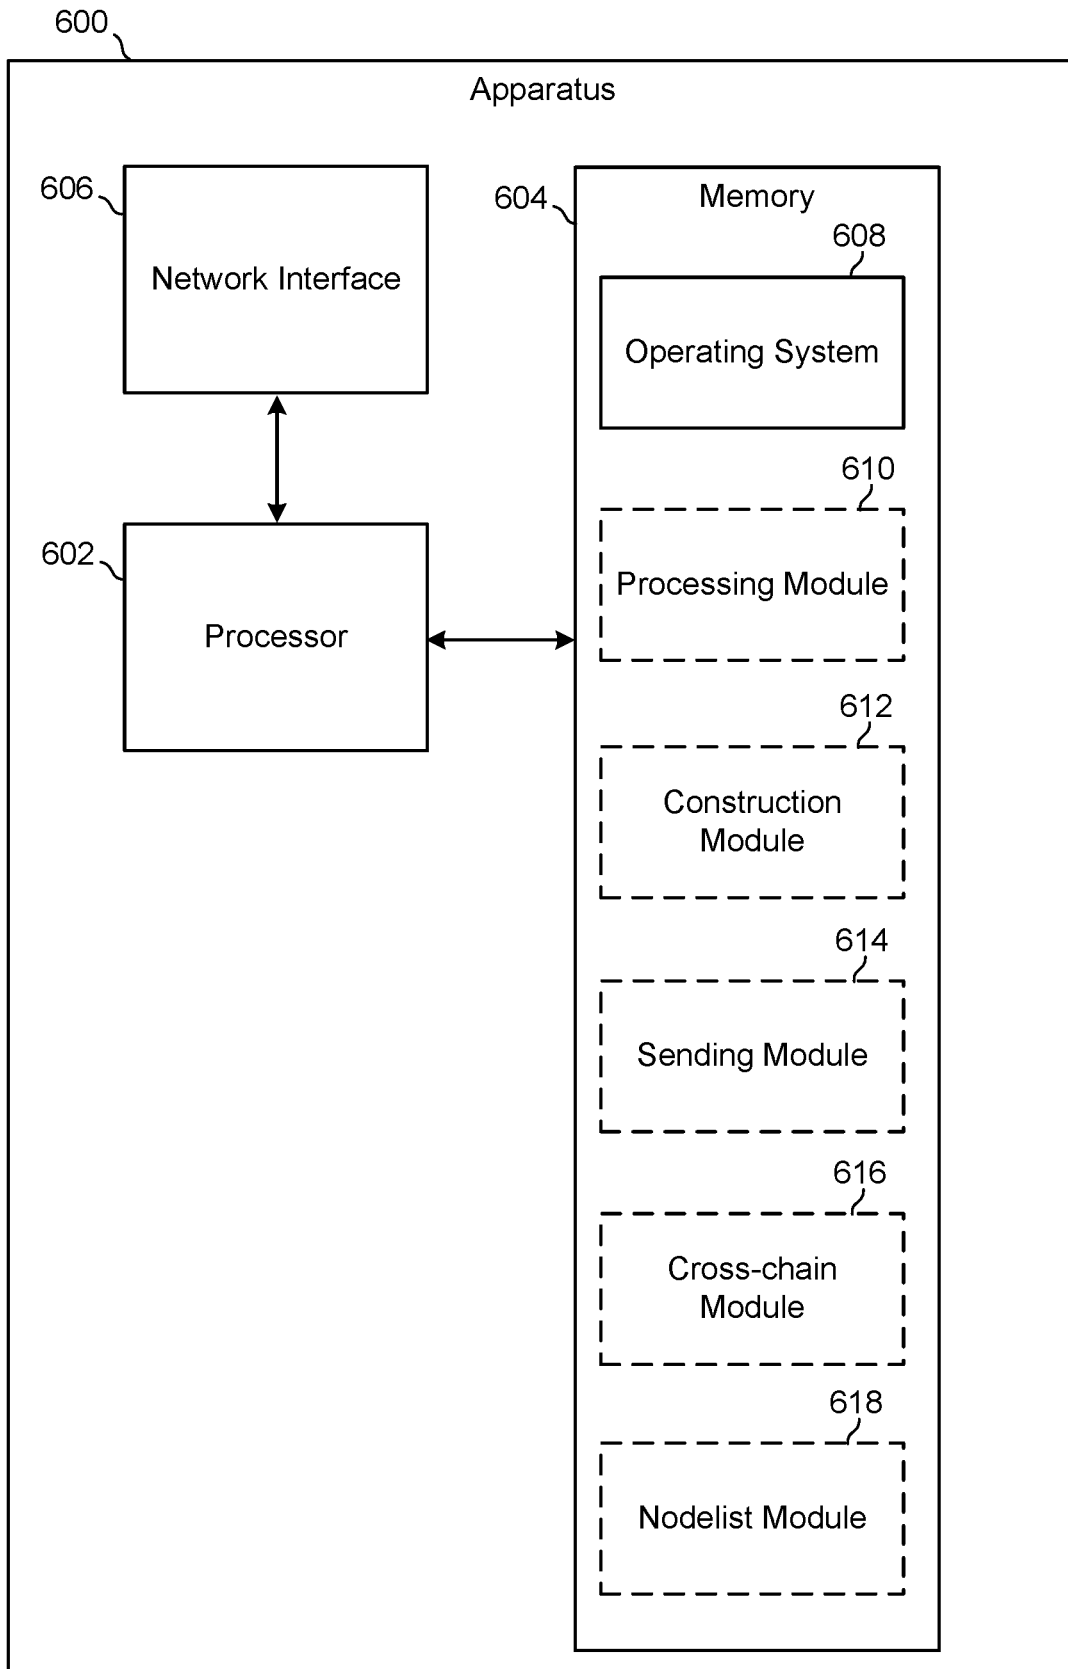 600
Apparatus
606
Network Interface
602
Processor
604
Memory
608
Operating System
610
Processing Module
612
Construction
Module
614
Sending Module
616
Cross-chain
Module
618
Nodelist Module